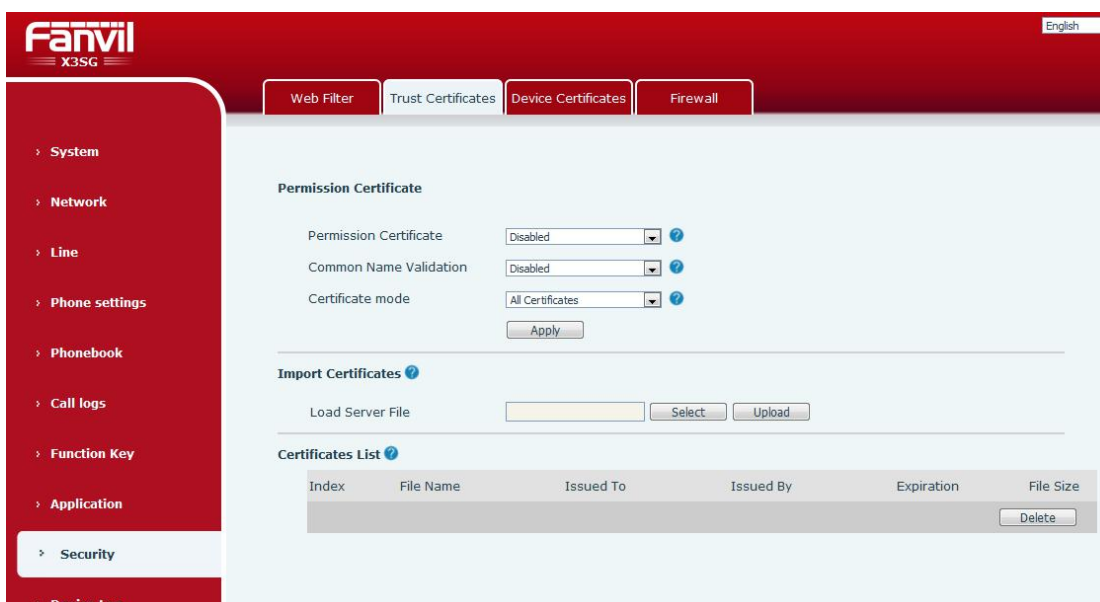 Fanvil
X3SG
English
Web Filter
Trust Certificates
Device Certificates
Firewall
› System
› Network
› Line
› Phone settings
› Phonebook
› Call logs
› Function Key
› Application
› Security
Permission Certificate
Permission Certificate Disabled
Common Name Validation Disabled
Certificate mode All Certificates
Apply
Import Certificates
Load Server File Select Upload
Certificates List
Index File Name Issued To Issued By Expiration File Size
Delete